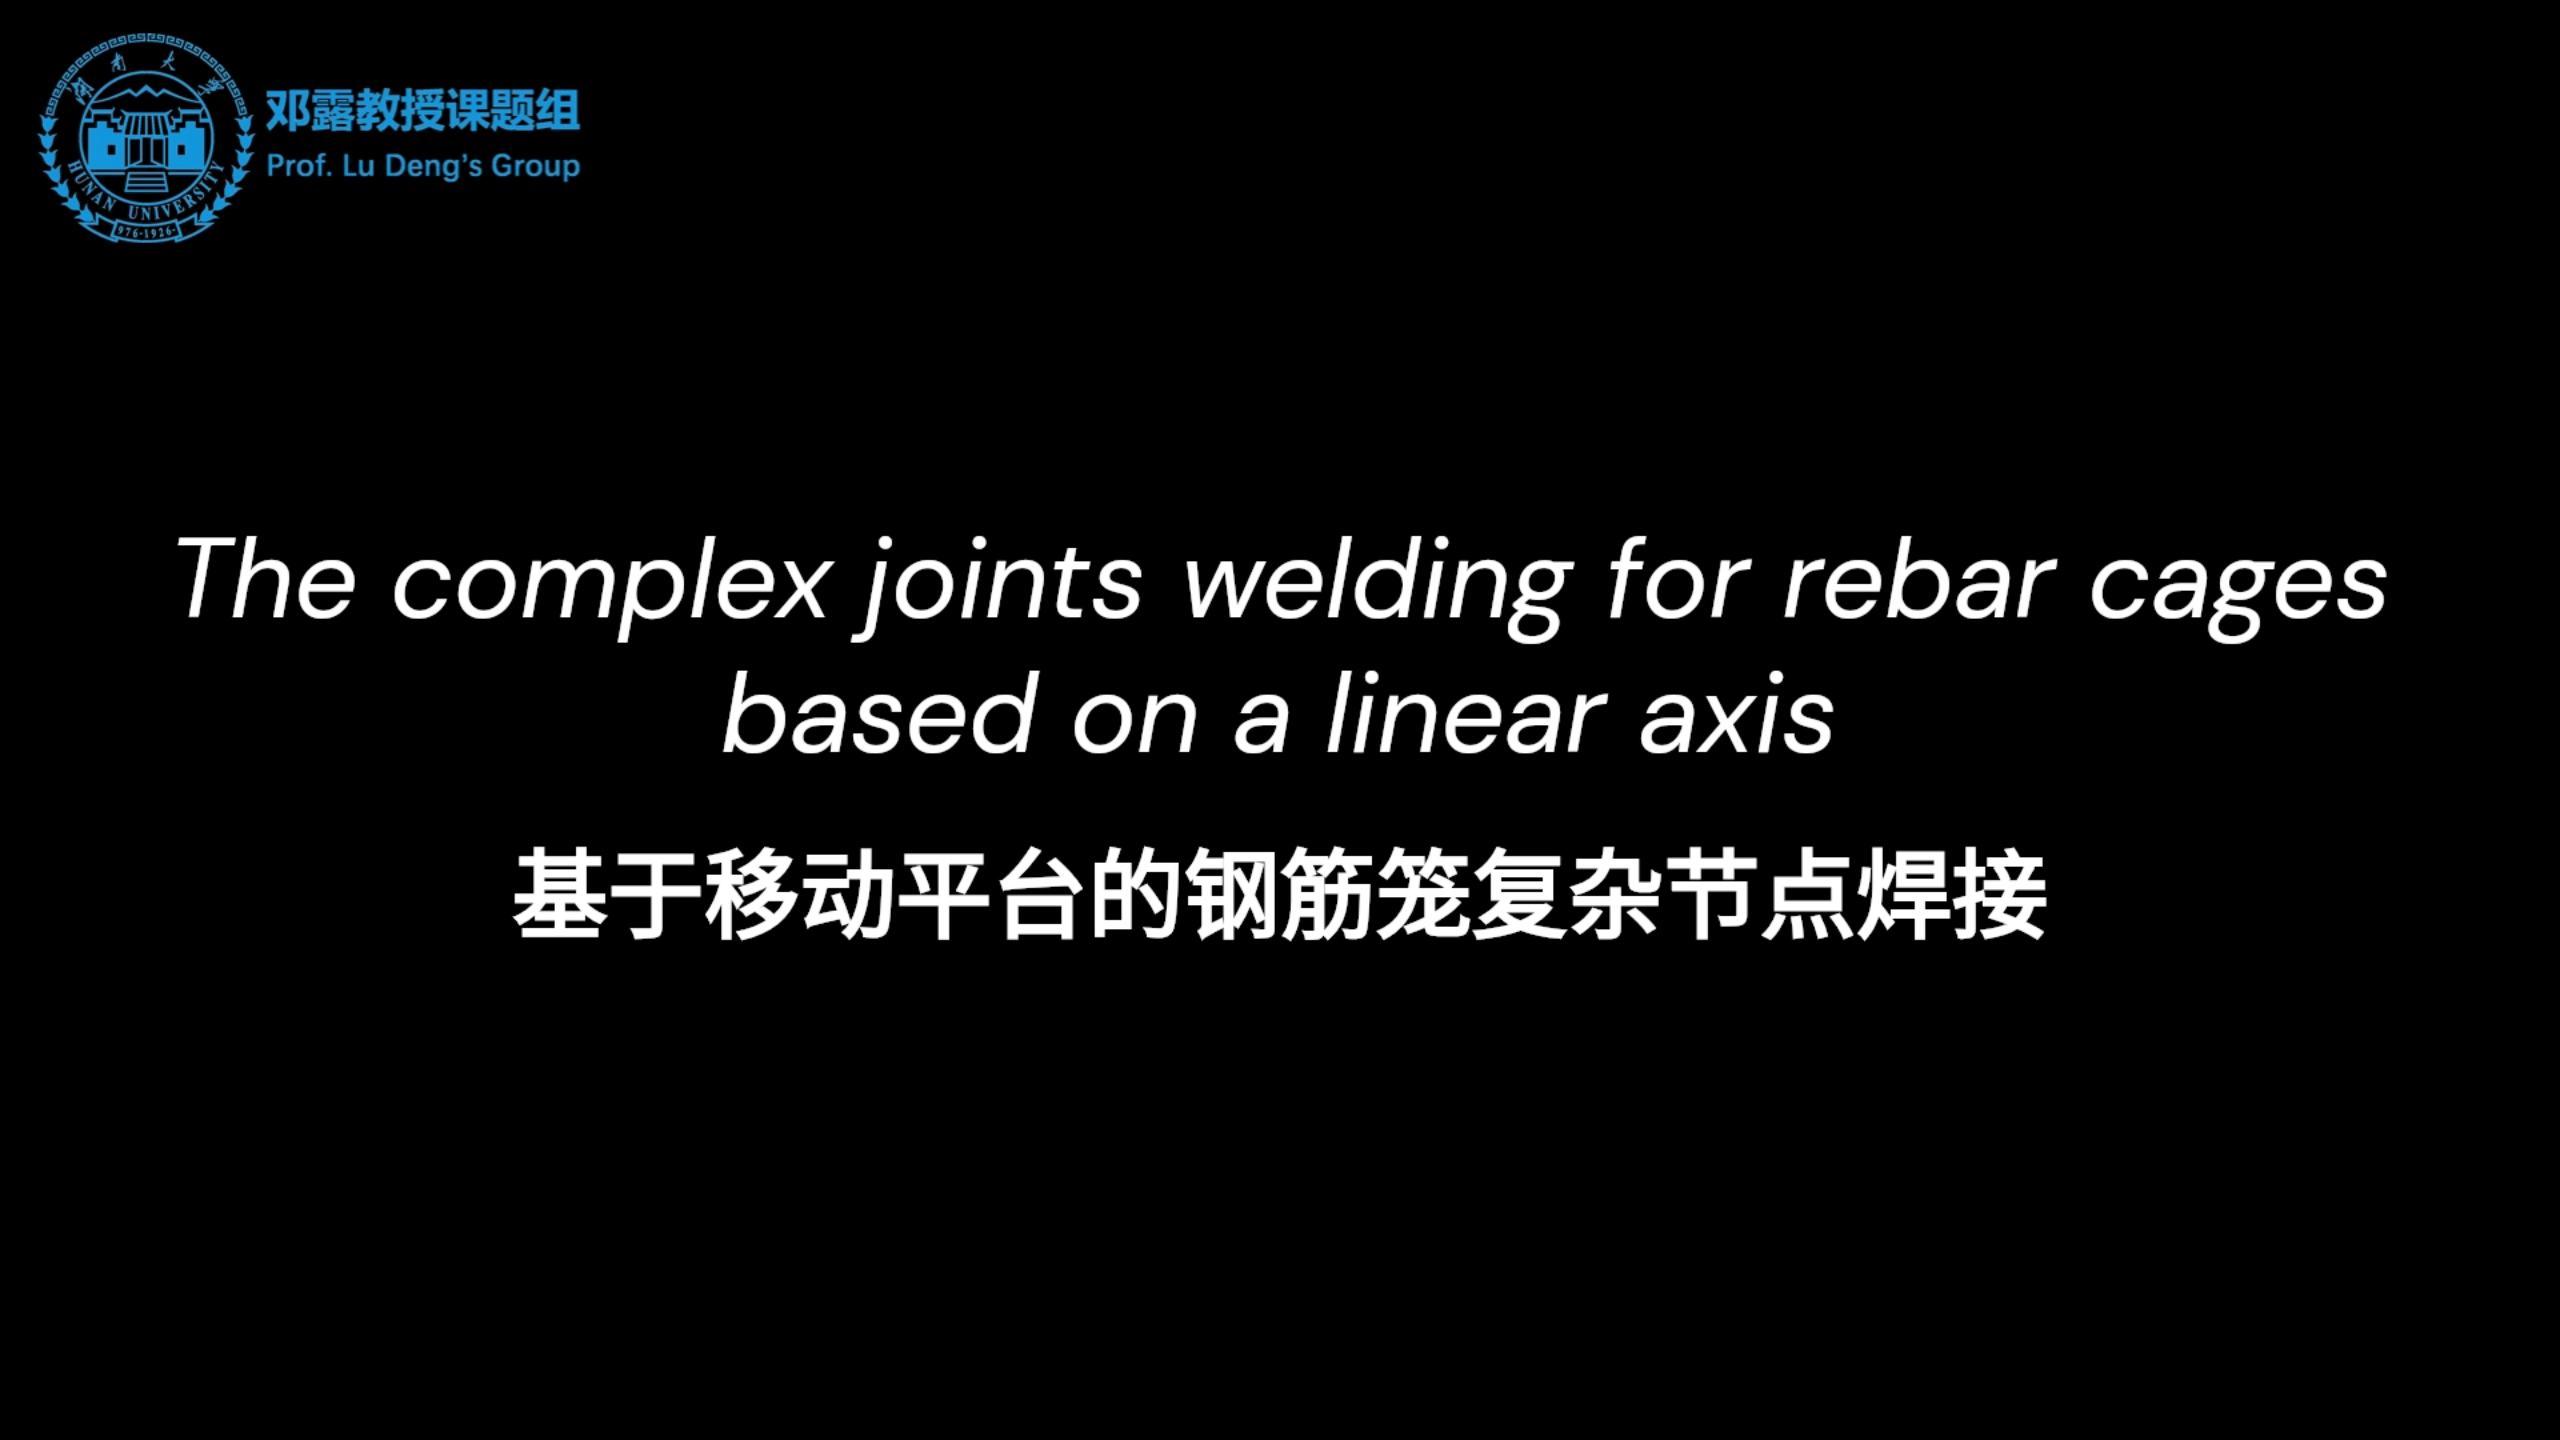 湖南大學
HUNAN UNIVERSITY
976-1926
邓露教授课题组
Prof. Lu Deng's Group
The complex joints welding for rebar cages
based on a linear axis
基于移动平台的钢筋笼复杂节点焊接